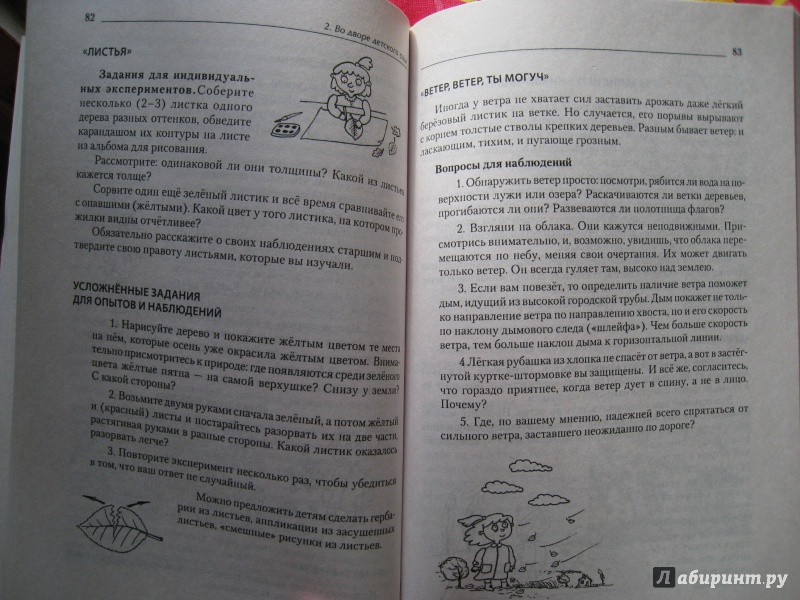 82
2. Во дворе детского сада
«ЛИСТЬЯ»
Задания для индивидуаль-
ных экспериментов. Соберите
несколько (2–3) листка одного
дерева разных оттенков, обведите
карандашом их контуры на листе
из альбома для рисования.
Рассмотрите: одинаковой ли они толщины? Какой из листьев
кажется толще?
Сорвите один ещё зелёный листик и всё время сравнивайте его
с опавшими (жёлтыми). Какой цвет у того листика, на котором про-
жилки видны отчётливее?
Обязательно расскажите о своих наблюдениях старшим и под-
твердите свою правоту листьями, которые вы изучали.
УСЛОЖНЁННЫЕ ЗАДАНИЯ
ДЛЯ ОПЫТОВ И НАБЛЮДЕНИЙ
1. Нарисуйте дерево и покажите жёлтым цветом те места
на нём, которые осень уже окрасила жёлтым цветом. Внима-
тельно присмотритесь к природе: где появляются среди зелёного
цвета жёлтые пятна — на самой верхушке? Снизу у земли?
С какой стороны?
2. Возьмите двумя руками сначала зелёный, а потом жёлтый
и (красный) листы и постарайтесь разорвать их на две части,
растягивая руками в разные стороны. Какой листик оказалось
разорвать легче?
3. Повторите эксперимент несколько раз, чтобы убедиться
в том, что ваш ответ не случайный.
Можно предложить детям сделать герба-
рии из листьев, аппликации из засушенных
листьев, «смешные» рисунки из листьев.
83
«ВЕТЕР, ВЕТЕР, ТЫ МОГУЧ»
Иногда у ветра не хватает сил заставить дрожать даже лёгкий
берёзовый листик на ветке. Но случается, его порывы вырывают
с корнем толстые стволы крепких деревьев. Разным бывает ветер: и
ласкающим, тихим, и пугающе грозным.
Вопросы для наблюдений
1. Обнаружить ветер просто: посмотри, рябится ли вода на по-
верхности лужи или озера? Раскачиваются ли ветки деревьев,
прогибаются ли они? Развеваются ли полотнища флагов?
2. Взгляни на облака. Они кажутся неподвижными. При-
смотрись внимательно, и, возможно, увидишь, что облака пере-
мещаются по небу, меняя свои очертания. Их может двигать
только ветер. Он всегда гуляет там, высоко над землею.
3. Если вам повезёт, то определить наличие ветра поможет
дым, идущий из высокой городской трубы. Дым покажет не толь-
ко направление ветра по направлению хвоста, но и его скорость
по наклону дымового следа («шлейфа»). Чем больше скорость
ветра, тем больше наклон дыма к горизонтальной линии.
4 Лёгкая рубашка из хлопка не спасёт от ветра, а вот в застёг-
нутой куртке-штормовке вы защищены. И всё же, согласитесь,
что гораздо приятнее, когда ветер дует в спину, а не в лицо.
Почему?
5. Где, по вашему мнению, надежней всего спрятаться от
сильного ветра, заставшего неожиданно по дороге?
Лабиринт.ру